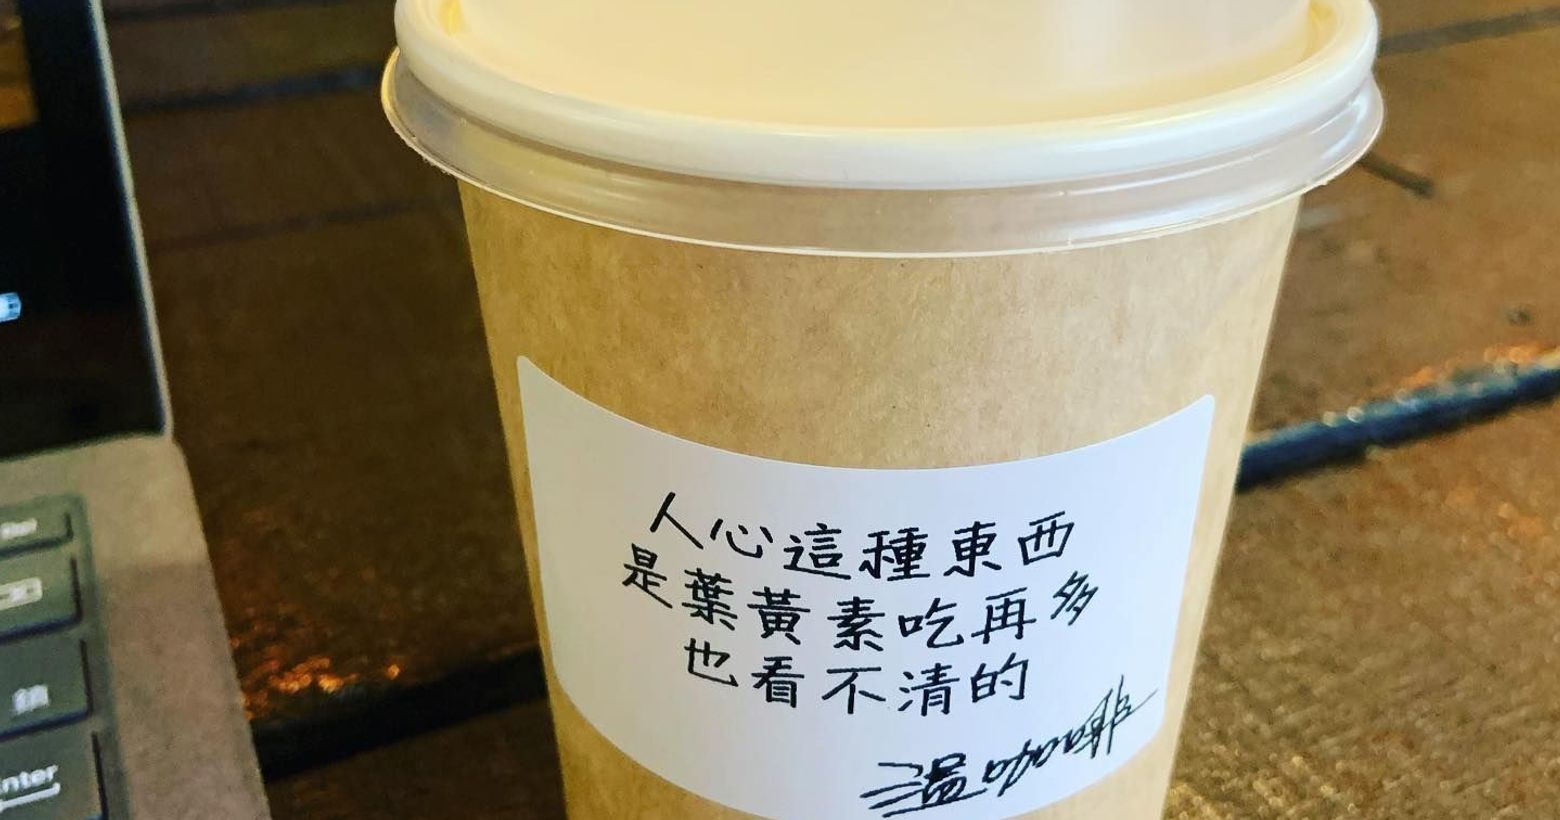 人心這種東西
是葉黃素吃再多
也看不清的
溫咖啡
Enter